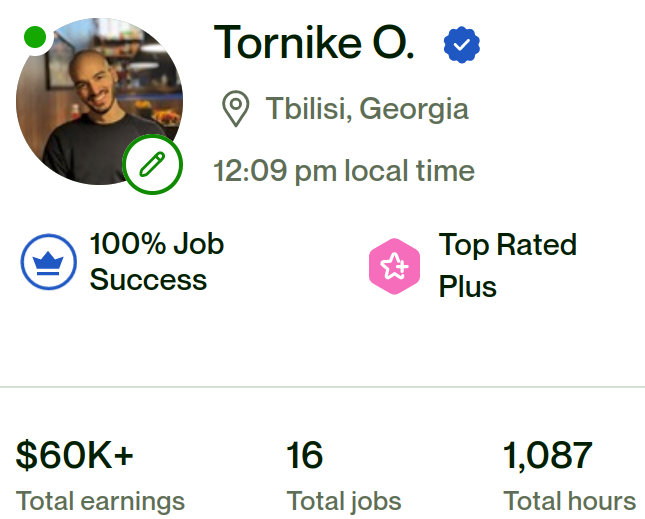 Tornike O.
Tbilisi, Georgia
12:09 pm local time
100% Job
Success
Top Rated
Plus
$60K+
16
1,087
Total earnings
Total jobs
Total hours